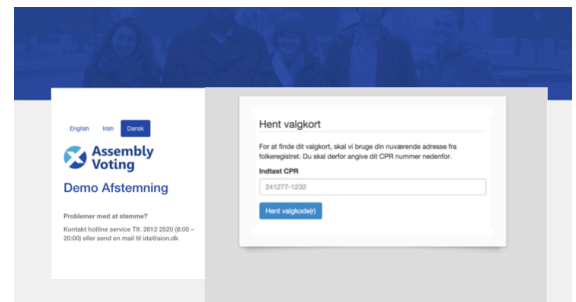 English Irish Dansk
Assembly
Voting
Demo Afstemning
Problemer med at stemme?
Kontakt hotline service Tlf. 2612 2520 (8:00 –
20:00) eller send en mail til ida@aion.dk
Hent valgkort
For at finde dit valgkort, skal vi bruge din nuværende adresse fra
folkeregistret. Du skal derfor angive dit CPR nummer nedenfor.
Indtast CPR
241277-1232
Hent valgkode(r)